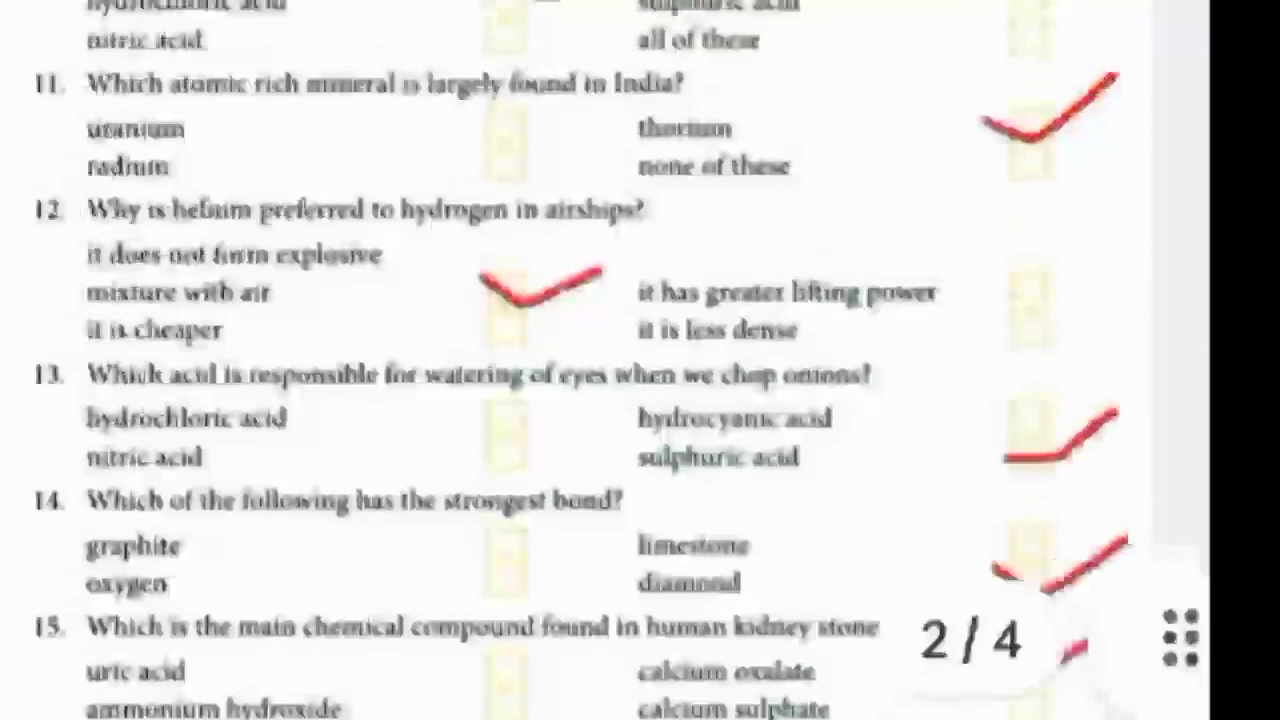 hydrochloric acid sulphuric acid
nitric acid all of these
11. Which atomic rich mineral is largely found in India?
uranium thorium
radium none of these
12. Why is helium preferred to hydrogen in airships?
it does not form explosive
mixture with air it has greater lifting power
it is cheaper it is less dense
13. Which acid is responsible for watering of eyes when we chop onions?
hydrochloric acid hydrocyanic acid
nitric acid sulphuric acid
14. Which of the following has the strongest bond?
graphite limestone
oxygen diamond
15. Which is the main chemical compound found in human kidney stone
2 / 4
uric acid calcium oxalate
ammonium hydroxide calcium sulphate